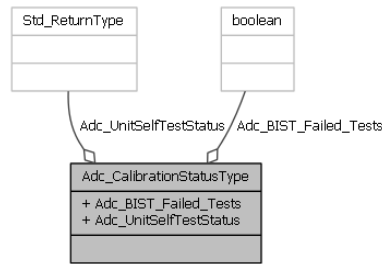 Std_ReturnType
boolean
Adc_UnitSelfTestStatus
Adc_BIST_Failed_Tests
Adc_CalibrationStatusType
+ Adc_BIST_Failed_Tests
+ Adc_UnitSelfTestStatus